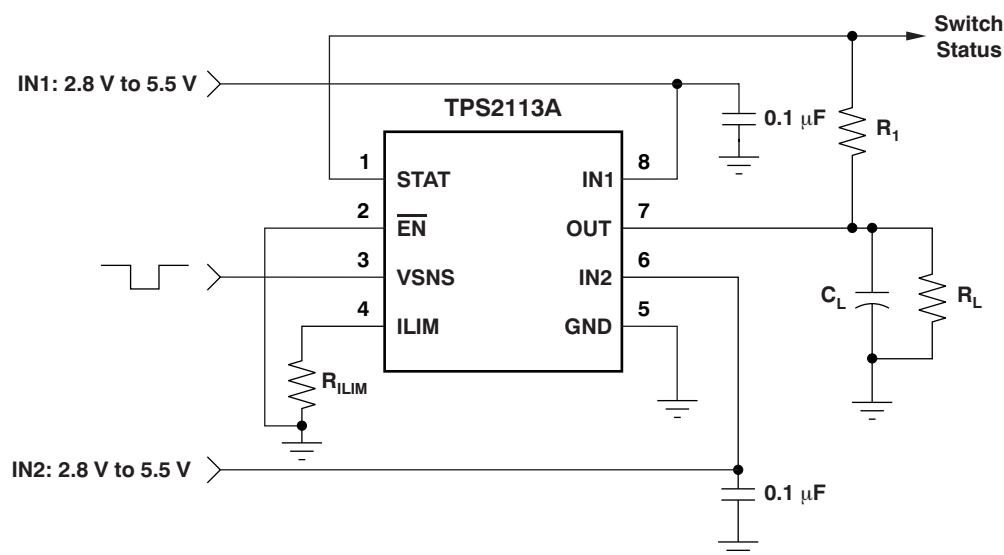 Switch
Status
IN1: 2.8 V to 5.5 V
TPS2113A
0.1 μF
R1
1
STAT
IN1
8
2
EN
OUT
7
3
VSNS
IN2
6
4
ILIM
GND
5
CL
RL
RILIM
IN2: 2.8 V to 5.5 V
0.1 μF